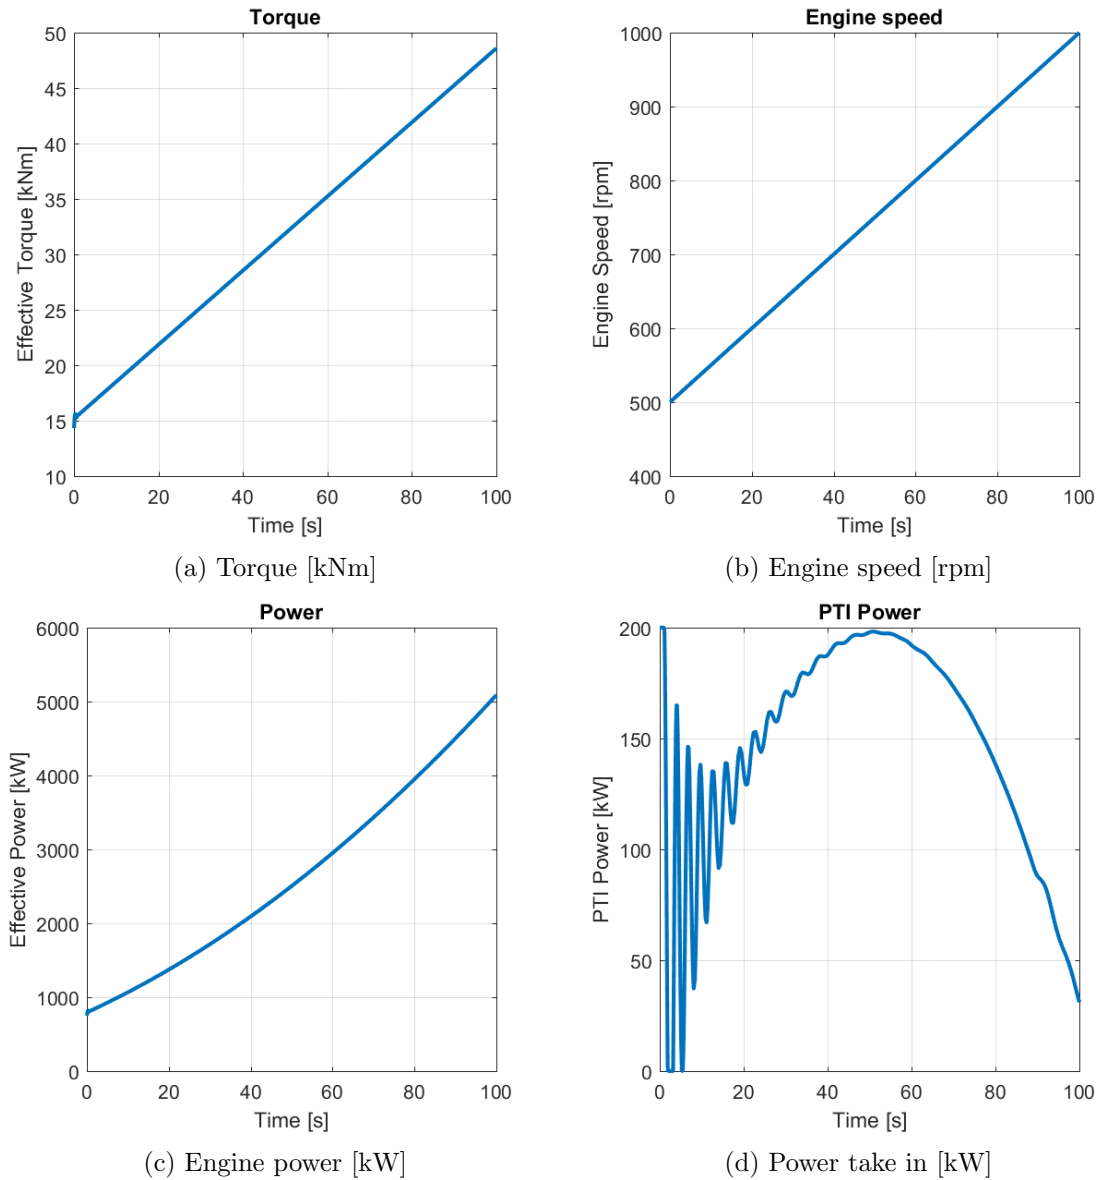 Torque
50
45
40
35
30
25
20
15
10
Effective Torque [kNm]
0 20 40 60 80 100
Time [s]
(a) Torque [kNm]
Engine speed
1000
900
800
700
600
500
400
Engine Speed [rpm]
0 20 40 60 80 100
Time [s]
(b) Engine speed [rpm]
Power
6000
5000
4000
3000
2000
1000
0
Effective Power [kW]
0 20 40 60 80 100
Time [s]
(c) Engine power [kW]
PTI Power
200
150
100
50
0
PTI Power [kW]
0 20 40 60 80 100
Time [s]
(d) Power take in [kW]